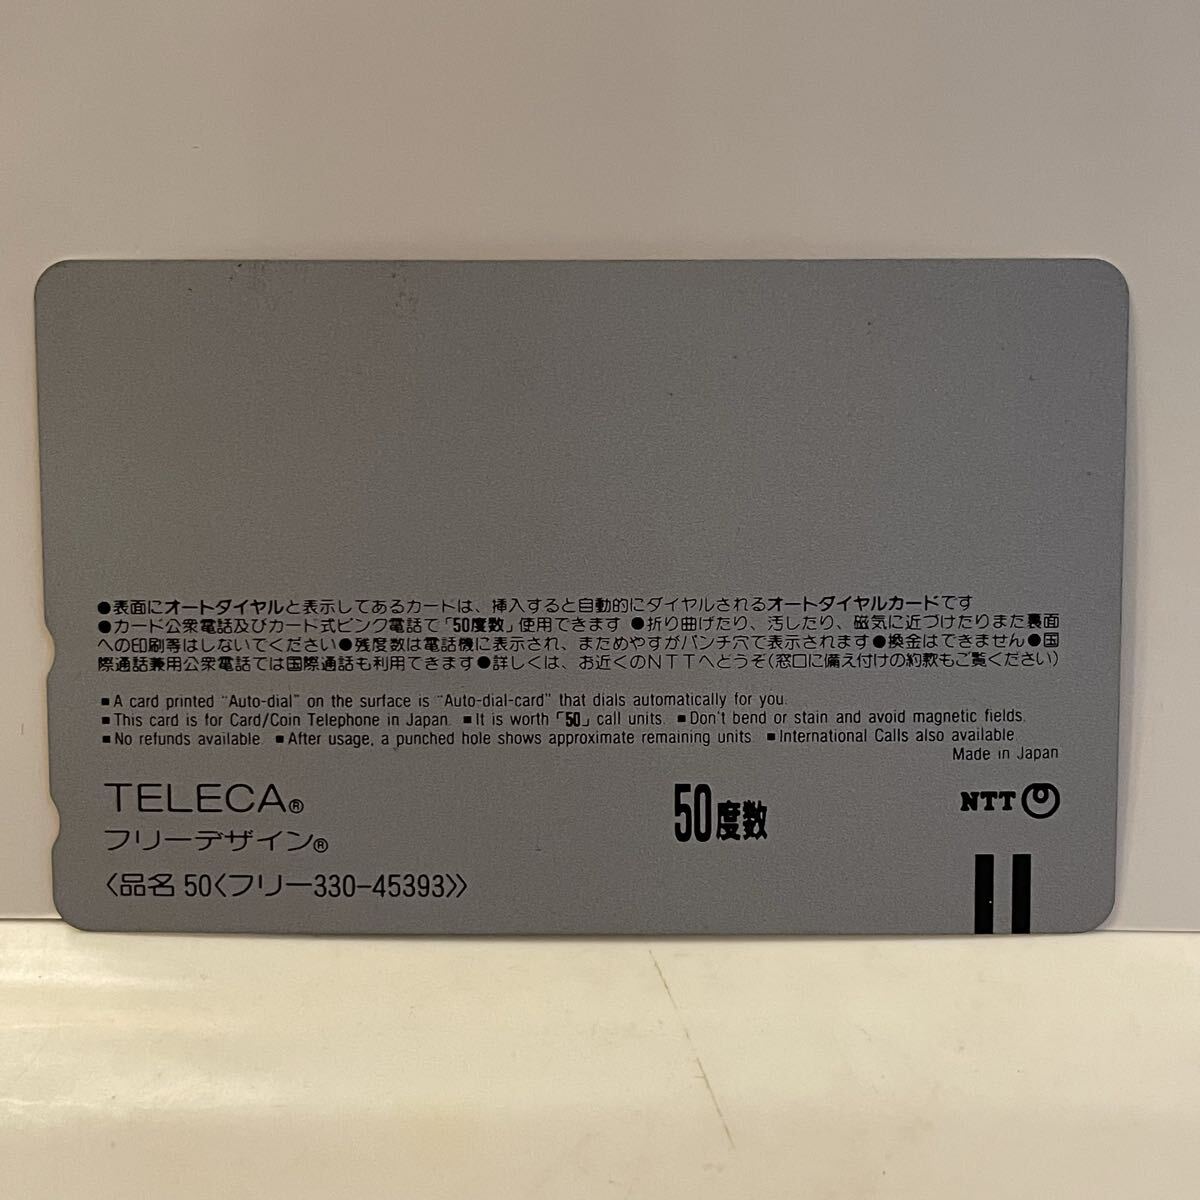 ●表面にオートダイヤルと表示してあるカードは、挿入すると自動的にダイヤルされるオートダイヤルカードです
●カード公衆電話及びカード式ピンク電話で「50度数」使用できます ●折り曲げたり、汚したり、磁気に近づけたりまた裏面
への印刷等はしないでください●残度数は電話機に表示され、まためやすがパンチ穴で表示されます●換金はできません●国
際通話兼用公衆電話では国際通話も利用できます●詳しくは、お近くのNTTへどうぞ(窓口に備え付けの約款もご覧ください)
■A card printed "Auto-dial" on the surface is "Auto-dial-card" that dials automatically for you.
■This card is for Card/Coin Telephone in Japan. ■It is worth「50」call units. ■Don't bend or stain and avoid magnetic fields.
■No refunds available. ■After usage, a punched hole shows approximate remaining units. ■International Calls also available.
Made in Japan
TELECA®
フリーデザイン®
〈品名 50〈フリー330-45393〉〉
50度数
NTT